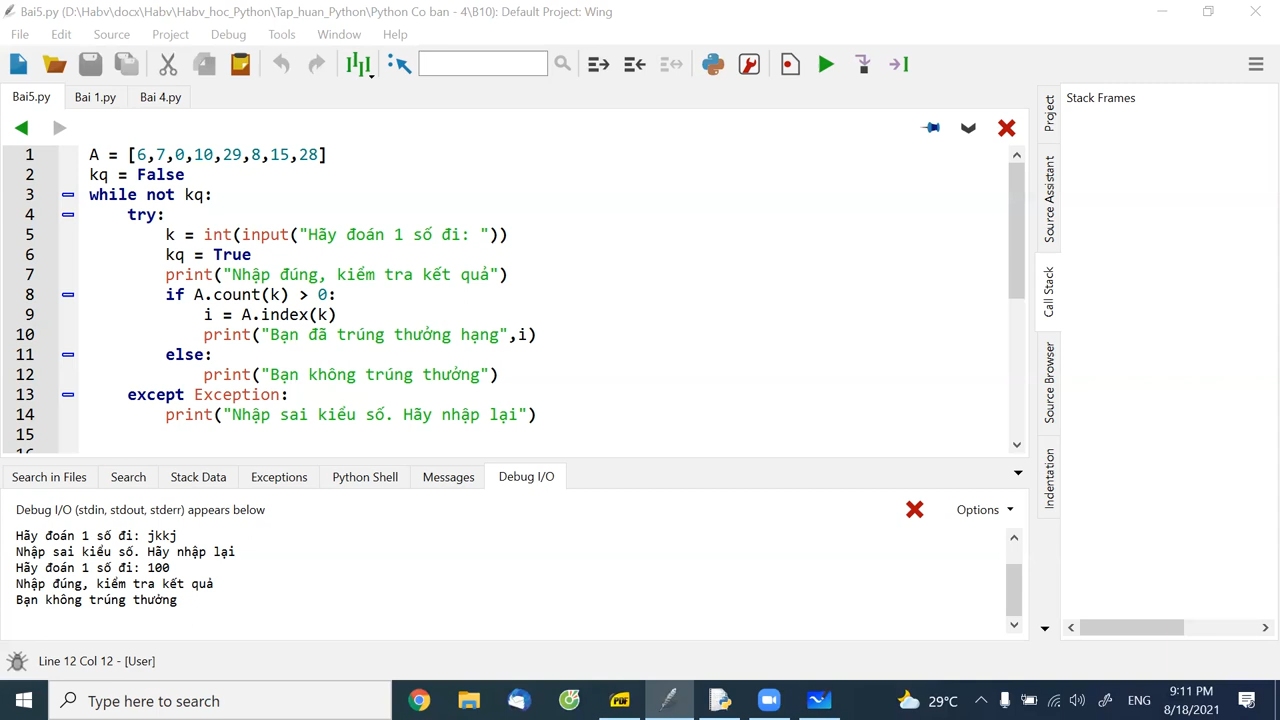 Bai5.py (D:\Habv\docx\Habv\Habv_hoc_Python\Tap_huan_Python\Python Co ban - 4\B10): Default Project: Wing
File Edit Source Project Debug Tools Window Help
Bai5.py Bai 1.py Bai 4.py
1 A = [6,7,0,10,29,8,15,28]
2 kq = False
3 while not kq:
4 try:
5 k = int(input("Hãy đoán 1 số đi: "))
6 kq = True
7 print("Nhập đúng, kiểm tra kết quả")
8 if A.count(k) > 0:
9 i = A.index(k)
10 print("Bạn đã trúng thưởng hạng",i)
11 else:
12 print("Bạn không trúng thưởng")
13 except Exception:
14 print("Nhập sai kiểu số. Hãy nhập lại")
15
Search in Files Search Stack Data Exceptions Python Shell Messages Debug I/O
Debug I/O (stdin, stdout, stderr) appears below
Options
Hãy đoán 1 số đi: jkkj
Nhập sai kiểu số. Hãy nhập lại
Hãy đoán 1 số đi: 100
Nhập đúng, kiểm tra kết quả
Bạn không trúng thưởng
Stack Frames
Project
Source Assistant
Call Stack
Source Browser
Indentation
Line 12 Col 12 - [User]
Type here to search
PDF
29°C
ENG
9:11 PM
8/18/2021